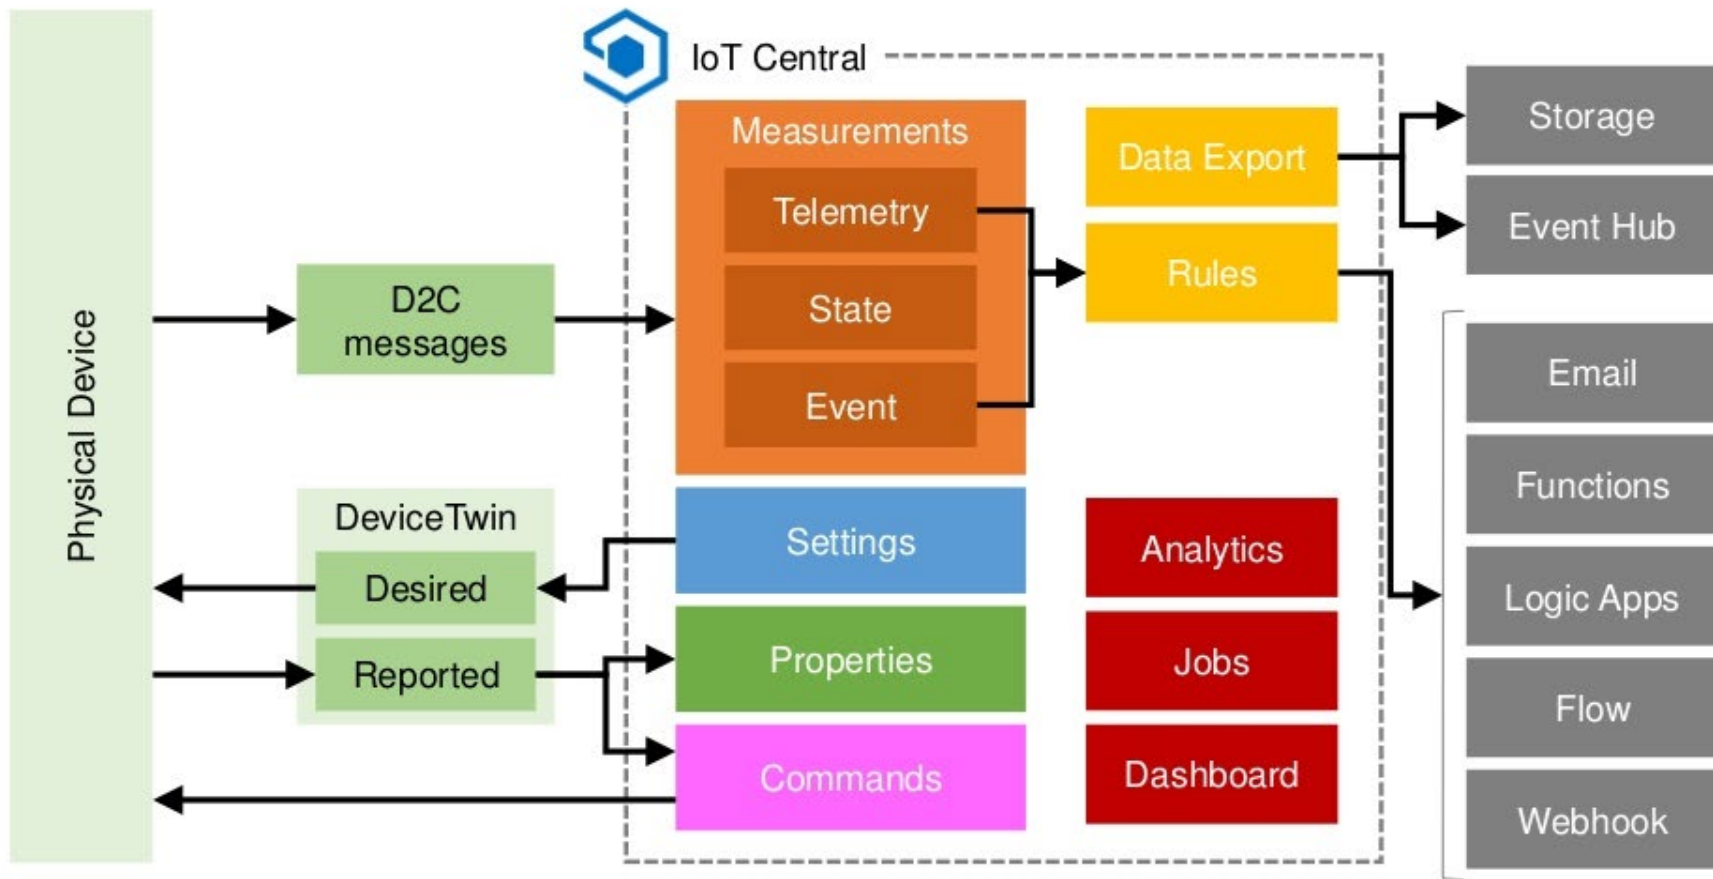 IoT Central
Physical Device
D2C
messages
DeviceTwin
Desired
Reported
Measurements
Telemetry
State
Event
Settings
Properties
Commands
Data Export
Rules
Analytics
Jobs
Dashboard
Storage
Event Hub
Email
Functions
Logic Apps
Flow
Webhook